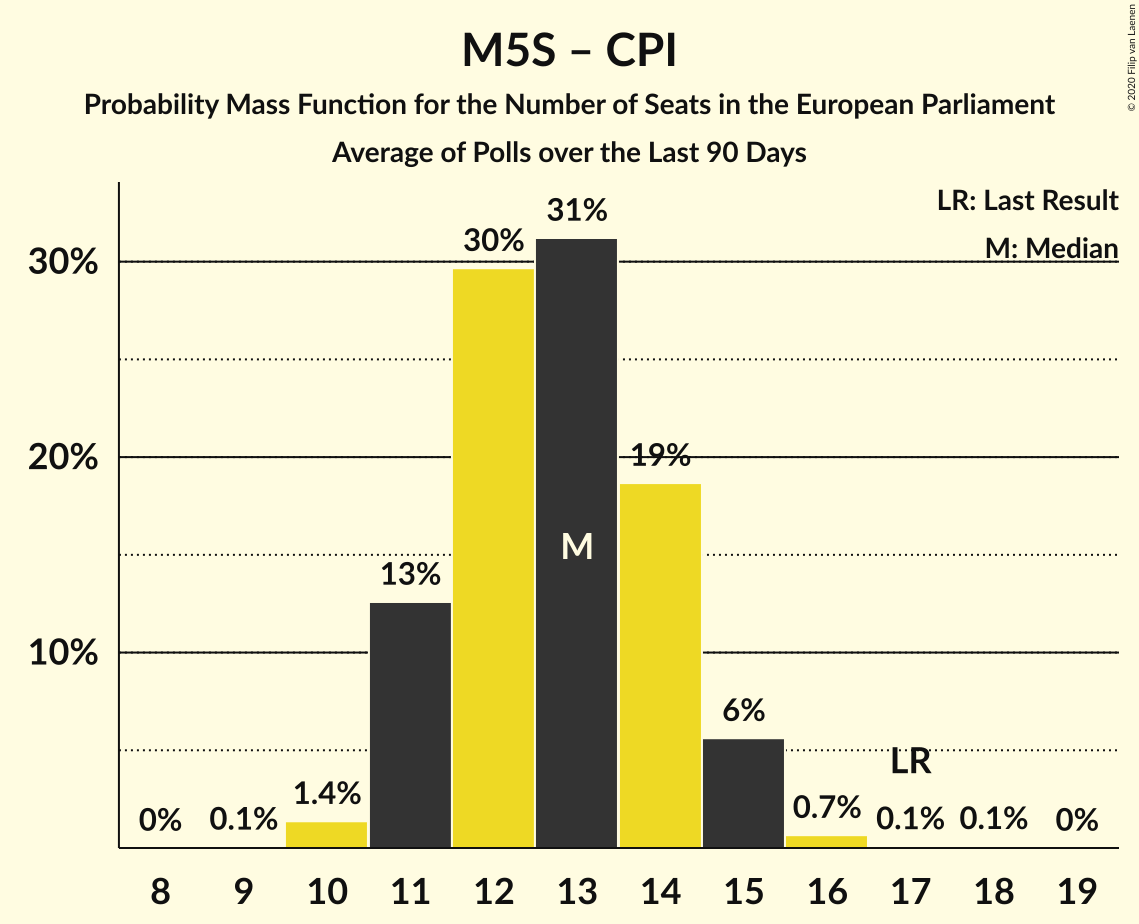 M5S – CPI
Probability Mass Function for the Number of Seats in the European Parliament
Average of Polls over the Last 90 Days
© 2020 Filip van Laenen
LR: Last Result
M: Median
30%
20%
10%
0%
0.1%
1.4%
13%
30%
31%
19%
6%
0.7%
0.1%
0.1%
0%
M
LR
8 9 10 11 12 13 14 15 16 17 18 19